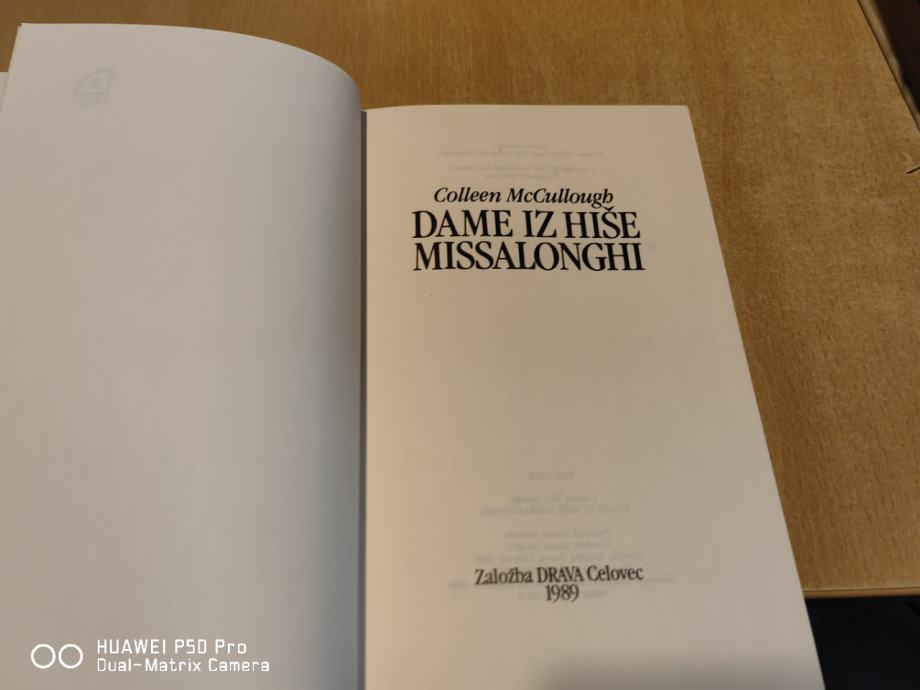 Colleen McCullough
DAME IZ HIŠE
MISSALONGHI
Založba DRAVA Celovec
1989
HUAWEI P50 Pro
Dual-Matrix Camera